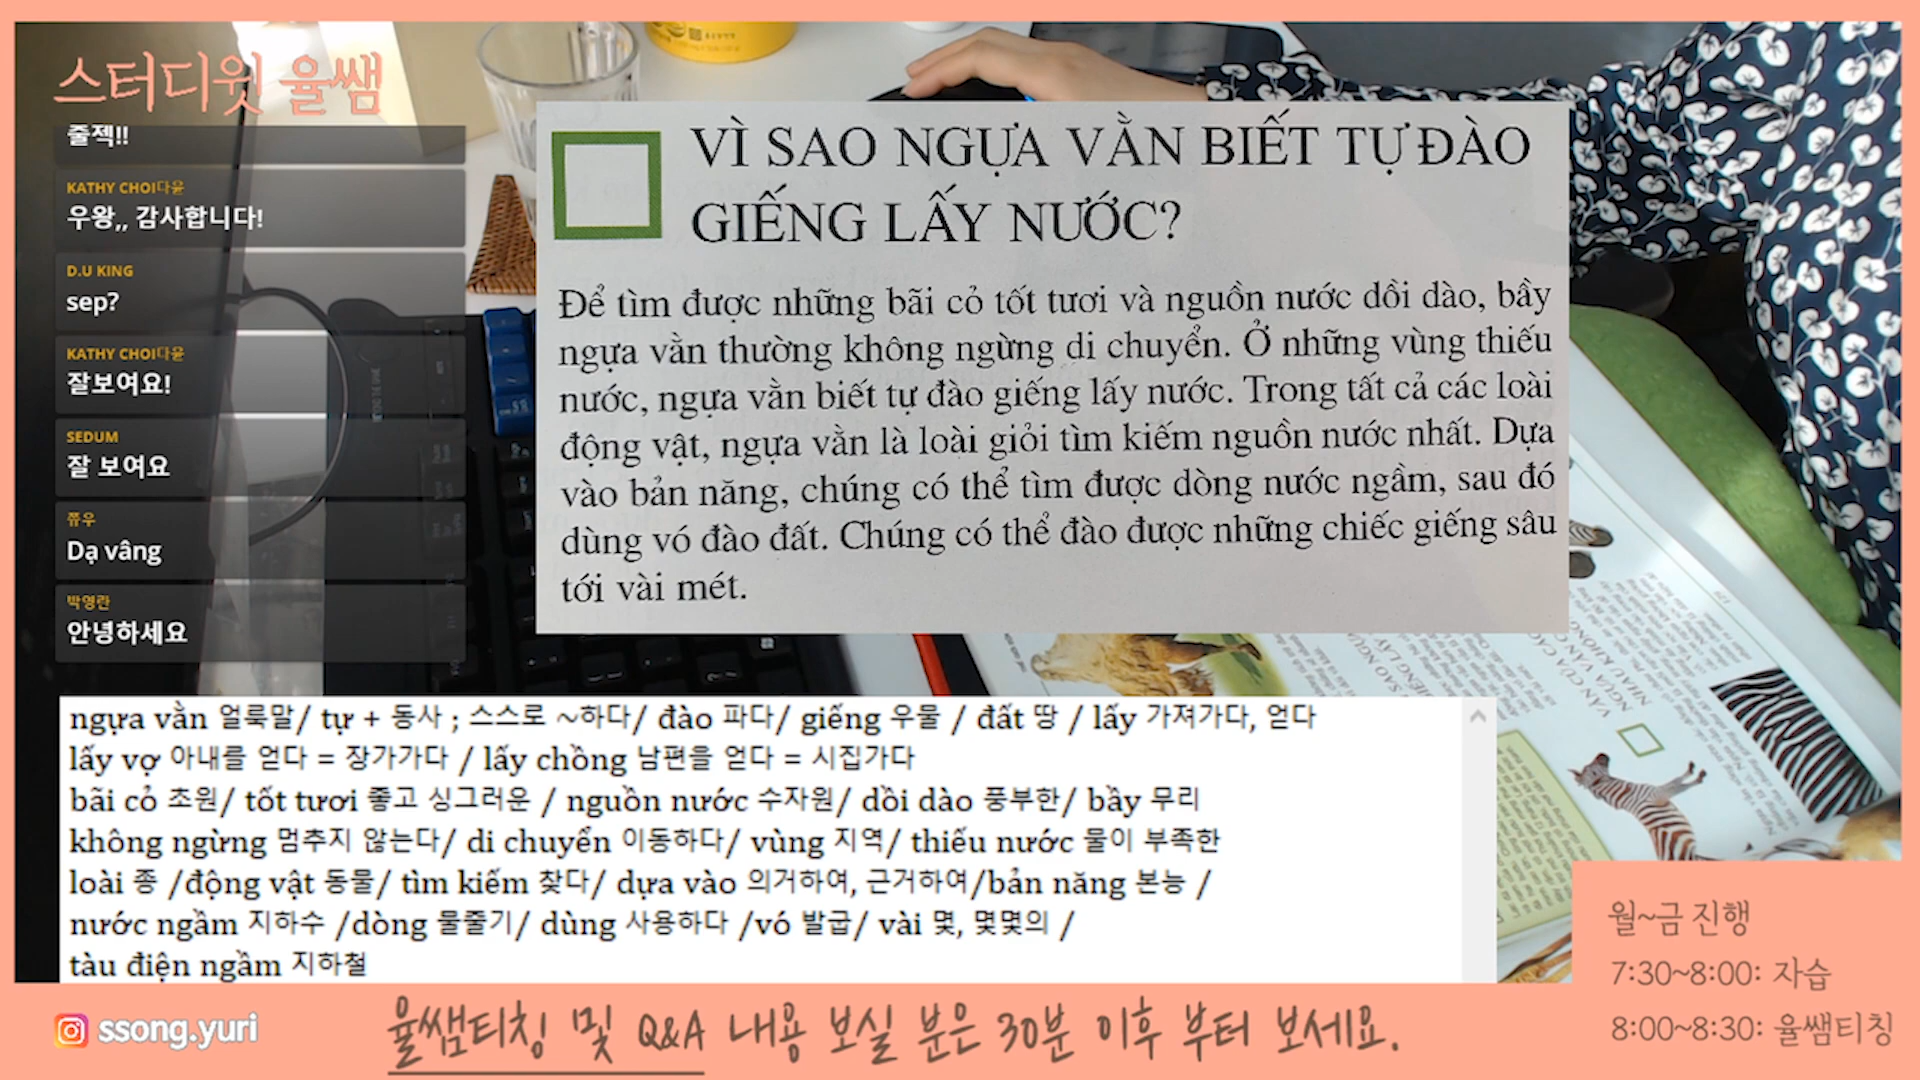 스터디윗 율쌤
줄젝!!
KATHY CHOI다윤
우왕,, 감사합니다!
D.U KING
sep?
KATHY CHOI다윤
잘보여요!
SEDUM
잘 보여요
쮸우
Dạ vâng
박영란
안녕하세요
VÌ SAO NGỰA VẰN BIẾT TỰ ĐÀO
GIẾNG LẤY NƯỚC?
Để tìm được những bãi cỏ tốt tươi và nguồn nước dồi dào, bầy
ngựa vằn thường không ngừng di chuyển. Ở những vùng thiếu
nước, ngựa vằn biết tự đào giếng lấy nước. Trong tất cả các loài
động vật, ngựa vằn là loài giỏi tìm kiếm nguồn nước nhất. Dựa
vào bản năng, chúng có thể tìm được dòng nước ngầm, sau đó
dùng vó đào đất. Chúng có thể đào được những chiếc giếng sâu
tới vài mét.
ngựa vằn 얼룩말/ tự + 동사 ; 스스로 ~하다/ đào 파다/ giếng 우물 / đất 땅 / lấy 가져가다, 얻다
lấy vợ 아내를 얻다 = 장가가다 / lấy chồng 남편을 얻다 = 시집가다
bãi cỏ 초원/ tốt tươi 좋고 싱그러운 / nguồn nước 수자원/ dồi dào 풍부한/ bầy 무리
không ngừng 멈추지 않는다/ di chuyển 이동하다/ vùng 지역/ thiếu nước 물이 부족한
loài 종 /động vật 동물/ tìm kiếm 찾다/ dựa vào 의거하여, 근거하여/bản năng 본능 /
nước ngầm 지하수 /dòng 물줄기/ dùng 사용하다 /vó 발굽/ vài 몇, 몇몇의 /
tàu điện ngầm 지하철
월~금 진행
7:30~8:00: 자습
8:00~8:30: 율쌤티칭
ssong.yuri
율쌤티칭 및 Q&A 내용 보실 분은 30분 이후 부터 보세요.